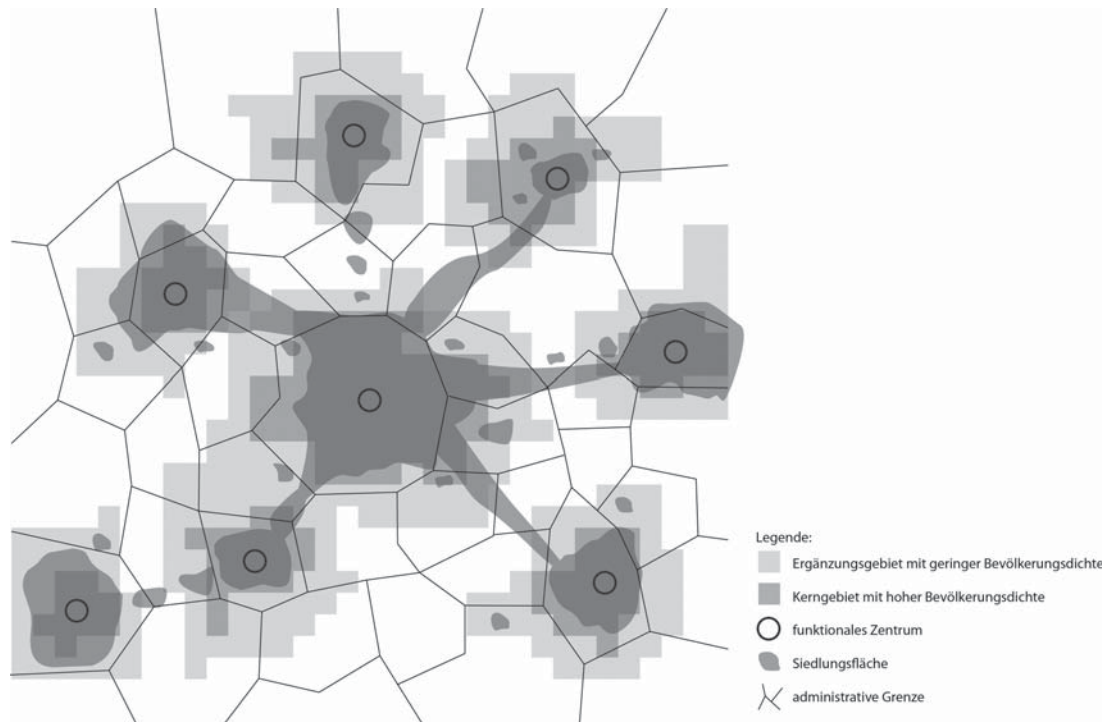 Legende:
Ergänzungsgebiet mit geringer Bevölkerungsdichte
Kerngebiet mit hoher Bevölkerungsdichte
funktionales Zentrum
Siedlungsfläche
administrative Grenze